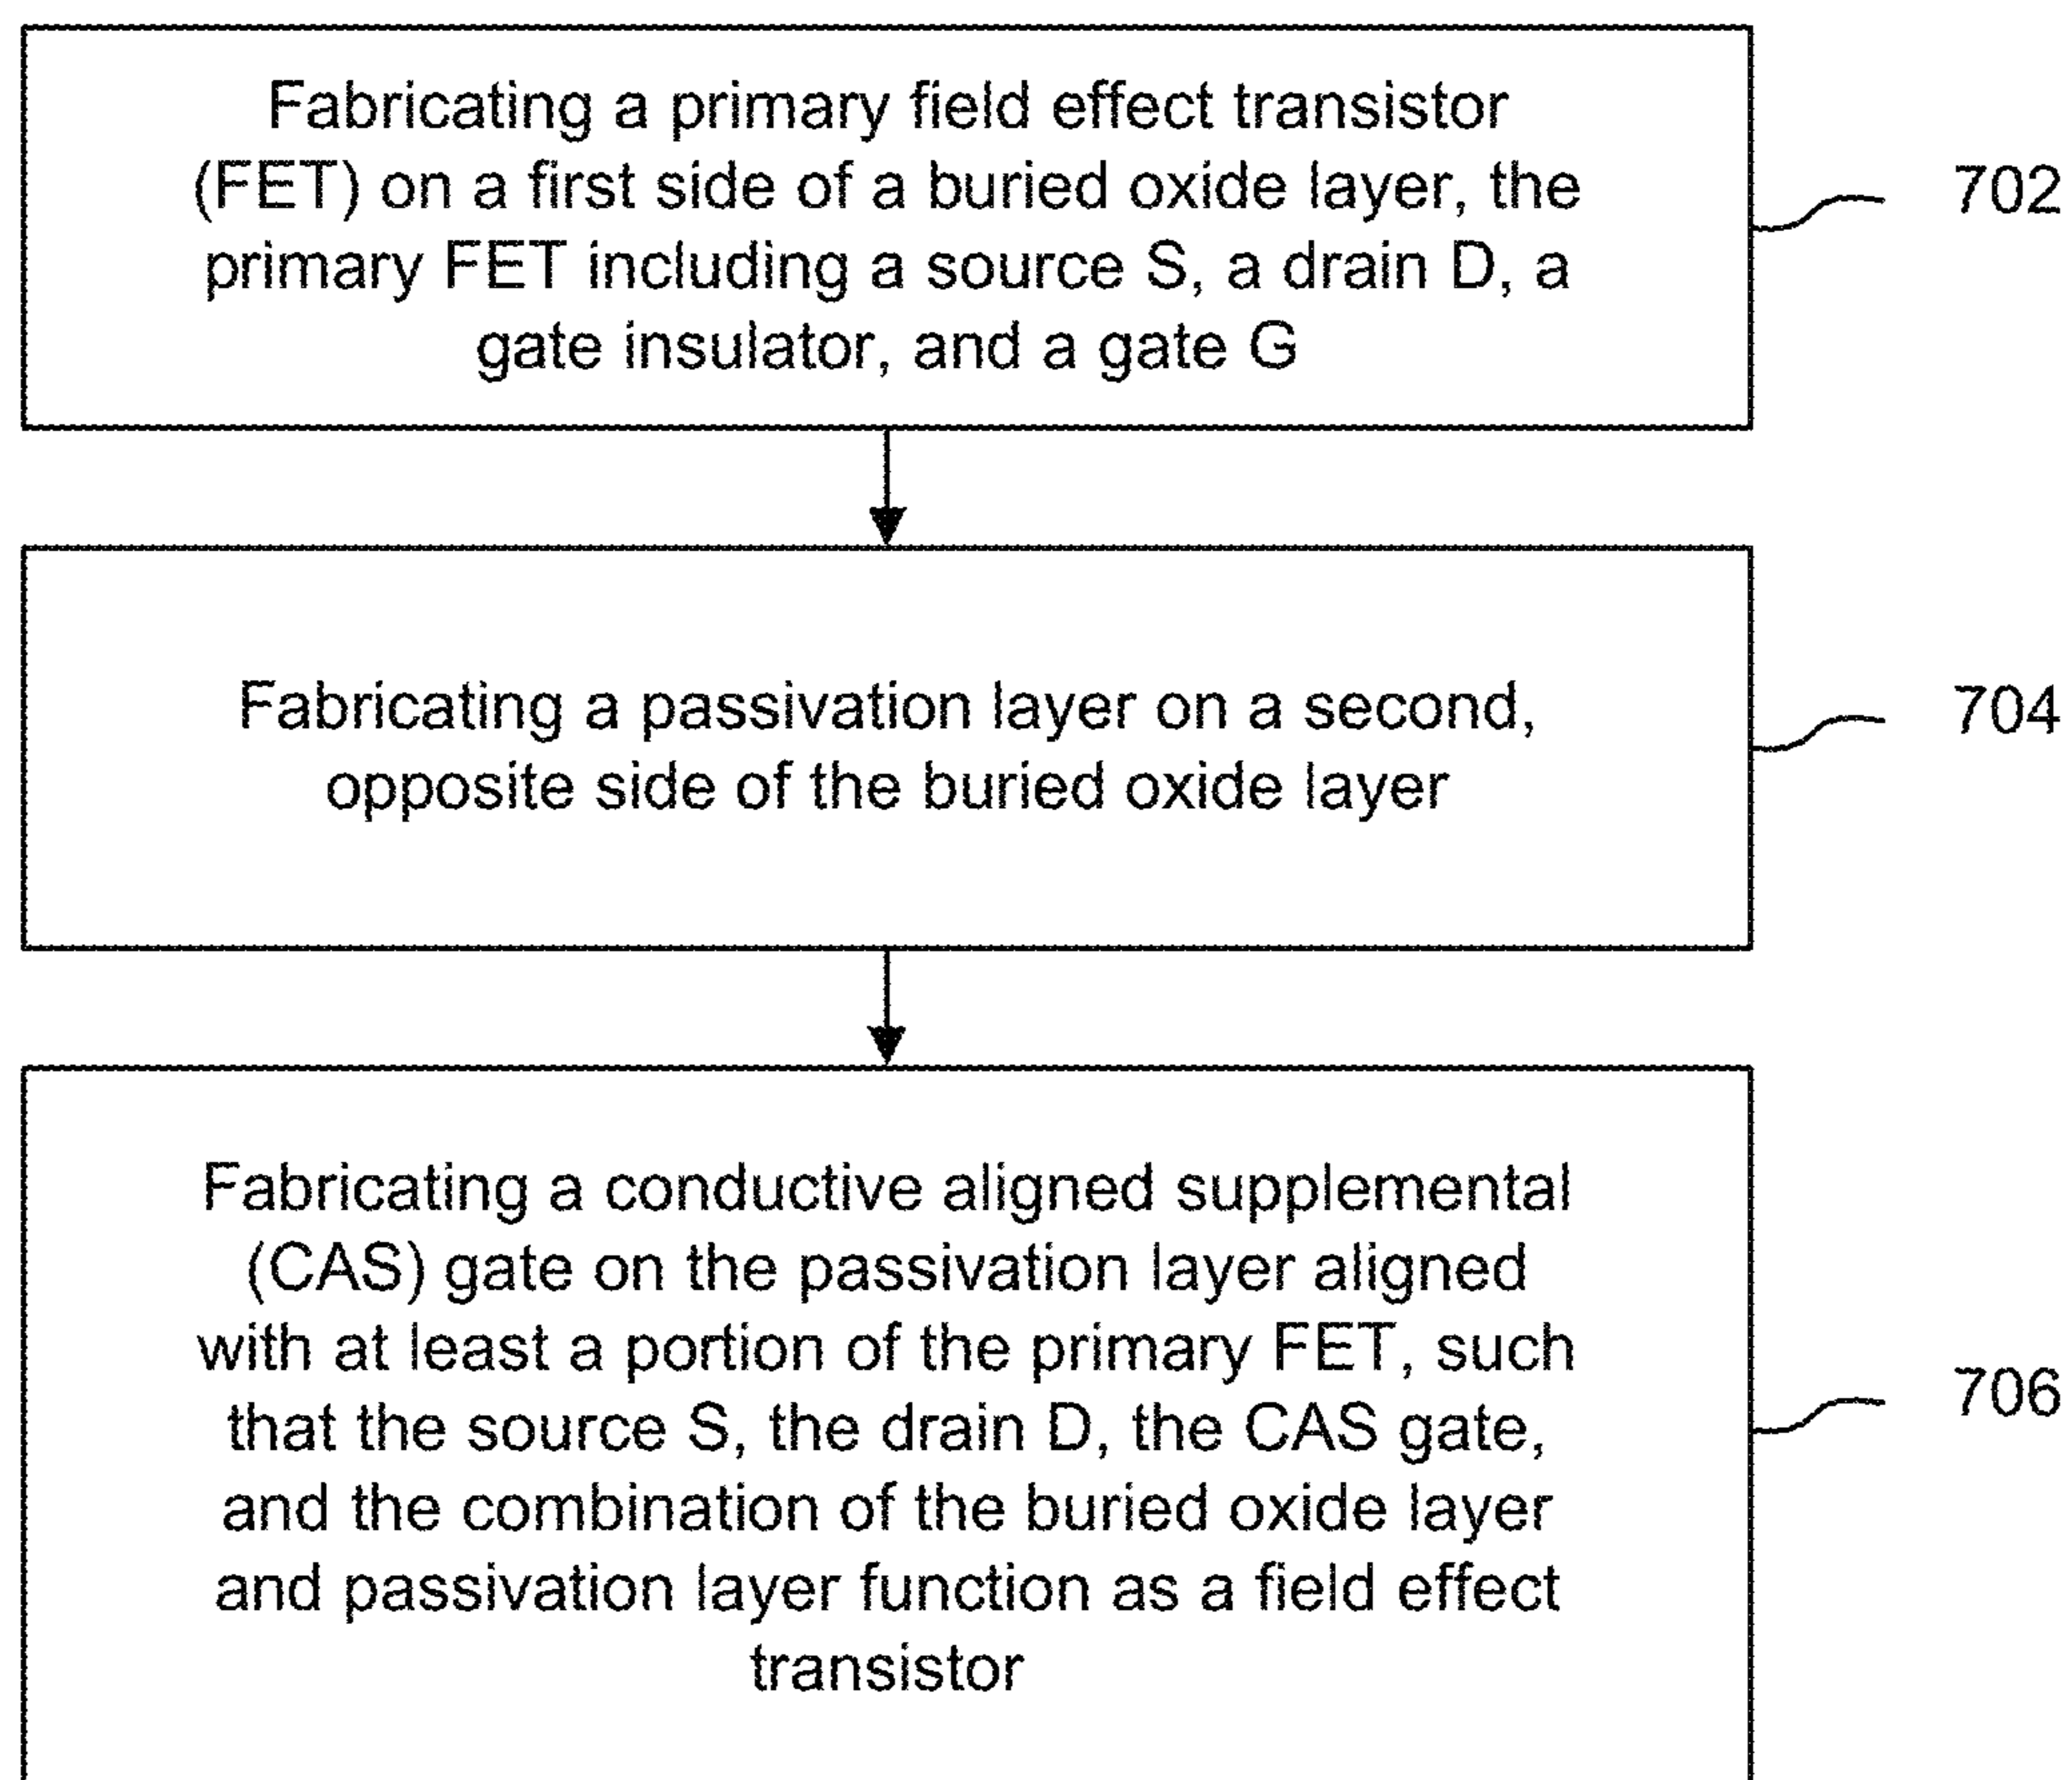 Fabricating a primary field effect transistor
(FET) on a first side of a buried oxide layer, the
primary FET including a source S, a drain D, a
gate insulator, and a gate G
702
Fabricating a passivation layer on a second,
opposite side of the buried oxide layer
704
Fabricating a conductive aligned supplemental
(CAS) gate on the passivation layer aligned
with at least a portion of the primary FET, such
that the source S, the drain D, the CAS gate,
and the combination of the buried oxide layer
and passivation layer function as a field effect
transistor
706